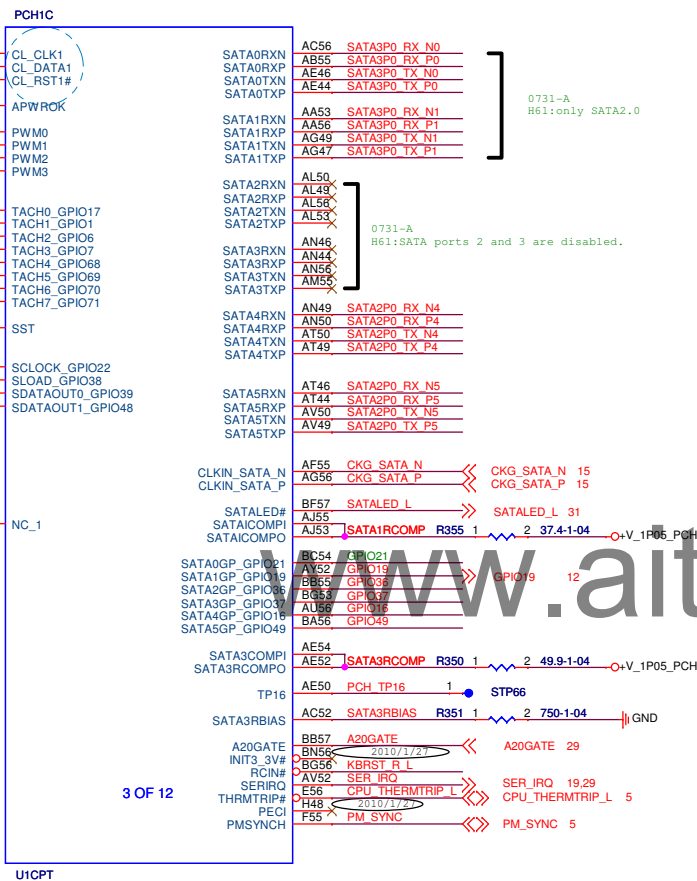 PCH1C
CL_CLK1
CL_DATA1
CL_RST1#
APWROK
PWM0
PWM1
PWM2
PWM3
TACH0_GPIO17
TACH1_GPIO1
TACH2_GPIO6
TACH3_GPIO7
TACH4_GPIO68
TACH5_GPIO69
TACH6_GPIO70
TACH7_GPIO71
SST
SCLOCK_GPIO22
SLOAD_GPIO38
SDATAOUT0_GPIO39
SDATAOUT1_GPIO48
NC_1
3 OF 12
SATA0RXN AC56 SATA3P0_RX_N0
SATA0RXP AB55 SATA3P0_RX_P0
SATA0TXN AE46 SATA3P0_TX_N0
SATA0TXP AE44 SATA3P0_TX_P0
0731-A
H61:only SATA2.0
SATA1RXN AA53 SATA3P0_RX_N1
SATA1RXP AA56 SATA3P0_RX_P1
SATA1TXN AG49 SATA3P0_TX_N1
SATA1TXP AG47 SATA3P0_TX_P1
SATA2RXN AL50
SATA2RXP AL49
SATA2TXN AL56
SATA2TXP AL53
0731-A
H61:SATA ports 2 and 3 are disabled.
SATA3RXN AN46
SATA3RXP AN44
SATA3TXN AN56
SATA3TXP AM55
SATA4RXN AN49 SATA2P0_RX_N4
SATA4RXP AN50 SATA2P0_RX_P4
SATA4TXN AT50 SATA2P0_TX_N4
SATA4TXP AT49 SATA2P0_TX_P4
SATA5RXN AT46 SATA2P0_RX_N5
SATA5RXP AT44 SATA2P0_RX_P5
SATA5TXN AV50 SATA2P0_TX_N5
SATA5TXP AV49 SATA2P0_TX_P5
CLKIN_SATA_N AF55 CKG_SATA_N CKG_SATA_N 15
CLKIN_SATA_P AG56 CKG_SATA_P CKG_SATA_P 15
SATALED# BF57 SATALED_L SATALED_L 31
SATAICOMPI AJ55
SATAICOMPO AJ53 SATA1RCOMP R355 1 2 37.4-1-04 +V_1P05_PCH
SATA0GP_GPIO21 BC54 GPIO21
SATA1GP_GPIO19 AY52 GPIO19 GPIO19 12
SATA2GP_GPIO36 BB55 GPIO36
SATA3GP_GPIO37 BG53 GPIO37
SATA4GP_GPIO16 AU56 GPIO16
SATA5GP_GPIO49 BA56 GPIO49
www.ait
SATA3COMPI AE54
SATA3RCOMPO AE52 SATA3RCOMP R350 1 2 49.9-1-04 +V_1P05_PCH
TP16 AE50 PCH_TP16 1 STP66
SATA3RBIAS AC52 SATA3RBIAS R351 1 2 750-1-04 GND
A20GATE BB57 A20GATE A20GATE 29
INIT3_3V# BN56 2010/1/27
RCIN# BG56 KBRST_R_L
SERIRQ AV52 SER_IRQ SER_IRQ 19,29
THRMTRIP# E56 CPU_THERMTRIP_L CPU_THERMTRIP_L 5
PECI H48 2010/1/27
PMSYNCH F55 PM_SYNC PM_SYNC 5
U1CPT